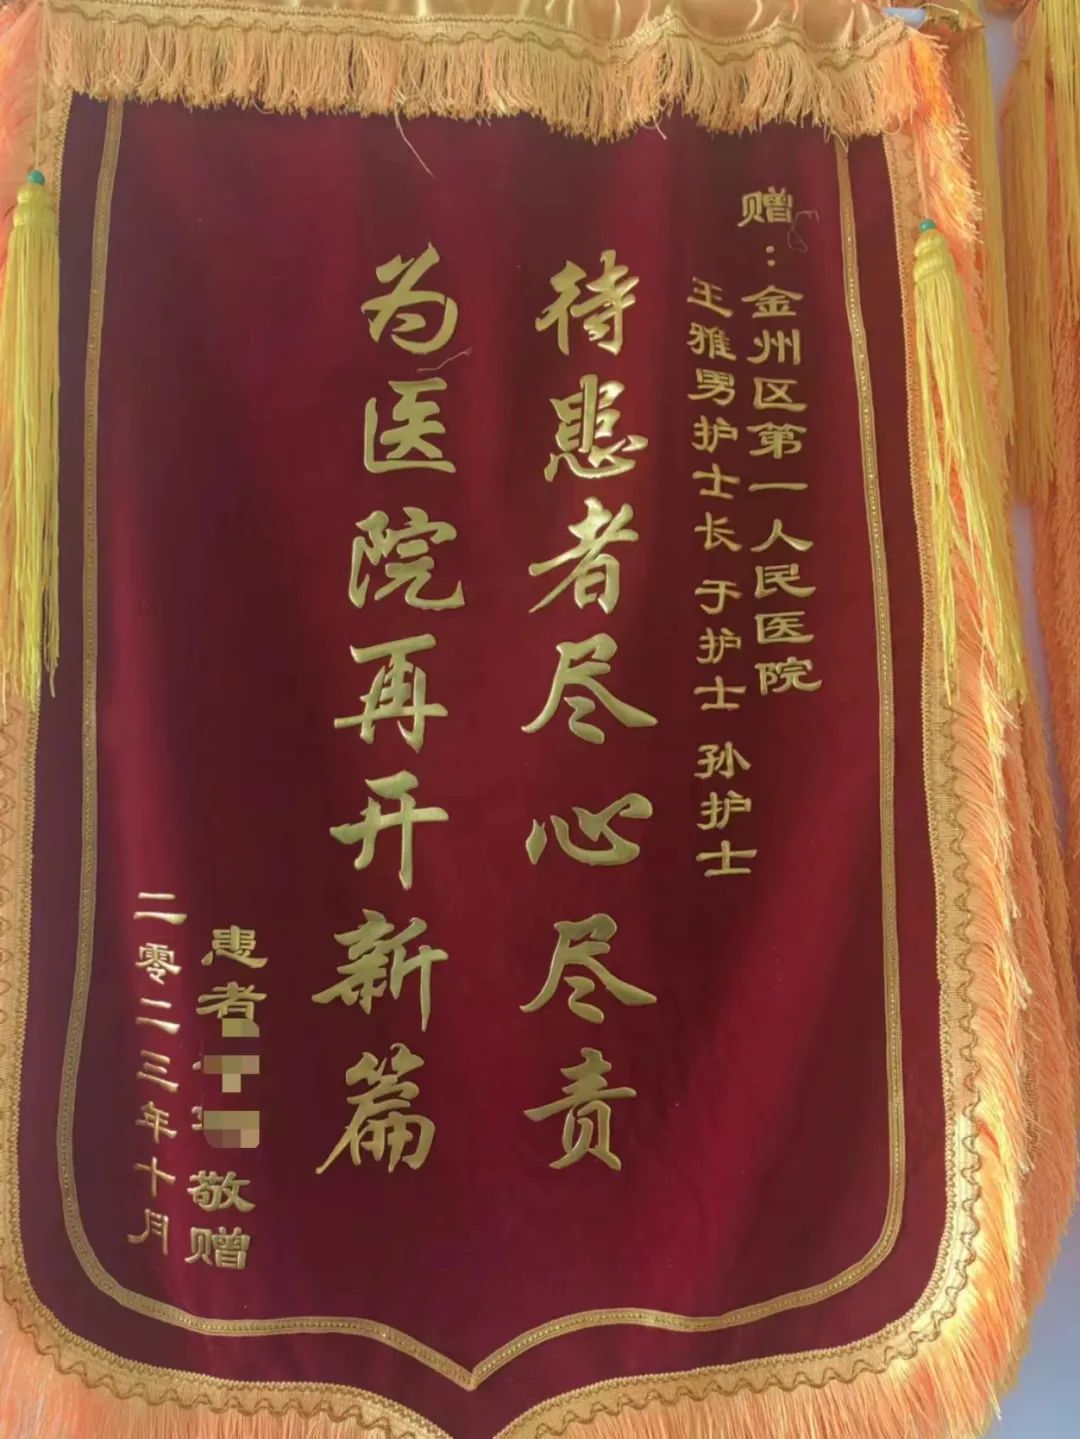 赠：金州区第一人民医院
王雅男护士长 于护士 孙护士
待患者尽心尽责
为医院再开新篇
患者 敬赠
二零二三年十月